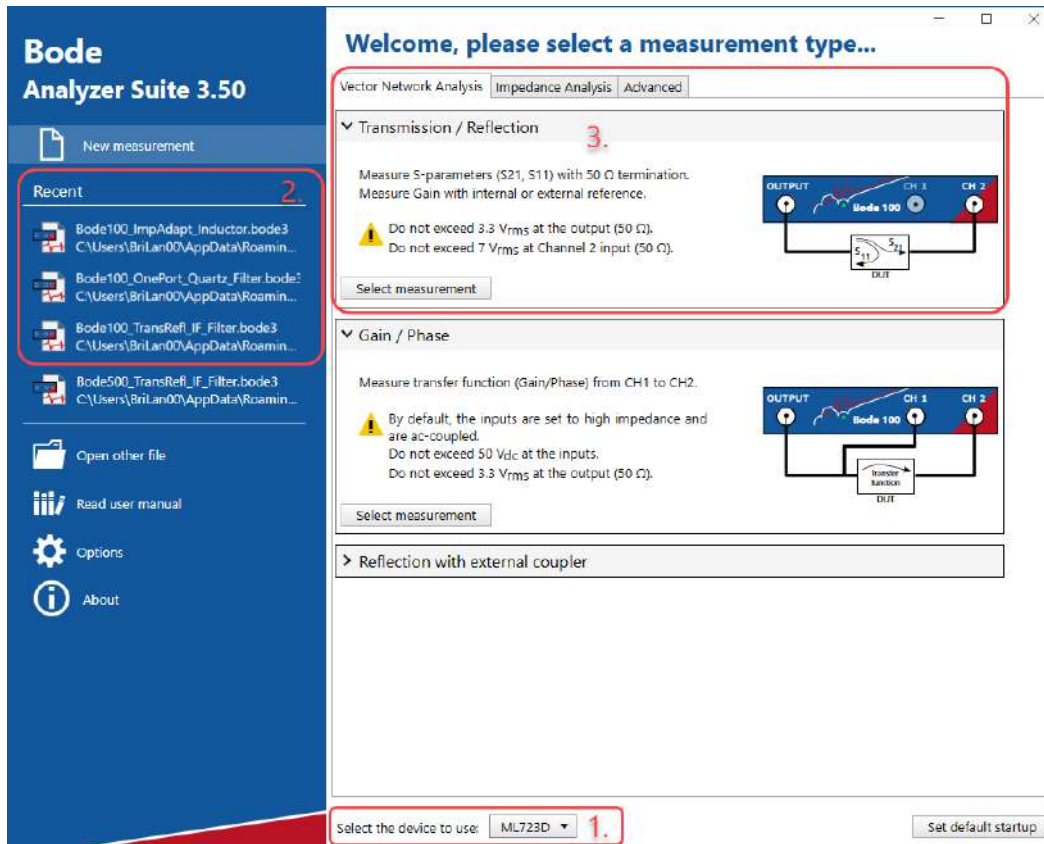 Bode
Analyzer Suite 3.50
New measurement
Recent
2.
Bode100_ImpAdapt_Inductor.bode3
C:\Users\BriLan00\AppData\Roamin...
Bode100_OnePort_Quartz_Filter.bode3
C:\Users\BriLan00\AppData\Roamin...
Bode100_TransRefl_IF_Filter.bode3
C:\Users\BriLan00\AppData\Roamin...
Bode500_TransRefl_IF_Filter.bode3
C:\Users\BriLan00\AppData\Roamin...
Open other file
Read user manual
Options
About
Welcome, please select a measurement type...
Vector Network Analysis Impedance Analysis Advanced
Transmission / Reflection
3.
Measure S-parameters (S21, S11) with 50 Ω termination.
Measure Gain with internal or external reference.
Do not exceed 3.3 Vrms at the output (50 Ω).
Do not exceed 7 Vrms at Channel 2 input (50 Ω).
Select measurement
OUTPUT CH 1 CH 2
Bode 100
S11 S21
DUT
Gain / Phase
Measure transfer function (Gain/Phase) from CH1 to CH2.
By default, the inputs are set to high impedance and
are ac-coupled.
Do not exceed 50 Vdc at the inputs.
Do not exceed 3.3 Vrms at the output (50 Ω).
Select measurement
OUTPUT CH 1 CH 2
Bode 100
Transfer
function
DUT
Reflection with external coupler
Select the device to use: ML723D 1.
Set default startup